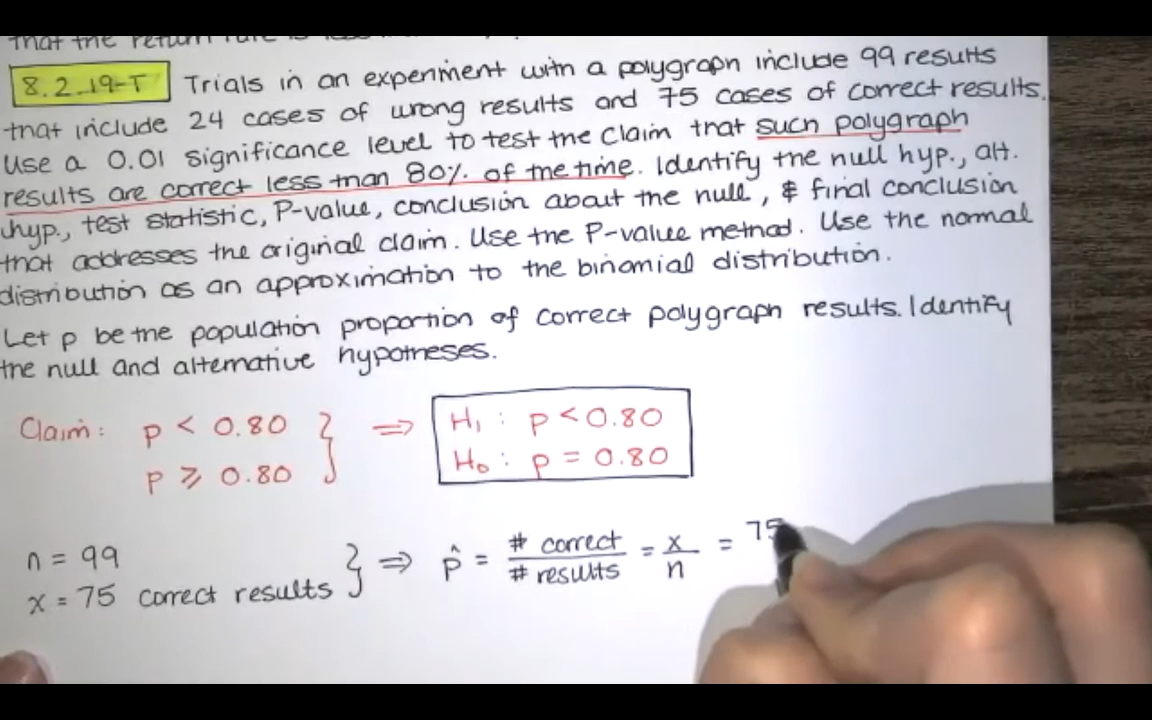 that the return rate is less
8.2.19-T Trials in an experiment with a polygraph include 99 results
that include 24 cases of wrong results and 75 cases of correct results.
Use a 0.01 significance level to test the claim that such polygraph
results are correct less than 80% of the time. Identify the null hyp., alt.
hyp., test statistic, P-value, conclusion about the null, & final conclusion
that addresses the original claim. Use the P-value method. Use the normal
distribution as an approximation to the binomial distribution.
Let p be the population proportion of correct polygraph results. Identify
the null and alternative hypotheses.
Claim: p < 0.80 } ⇒ H₁ : p < 0.80
p ≥ 0.80 H₀ : p = 0.80
n = 99
x = 75 correct results } ⇒ p̂ = # correct / # results = x / n = 75